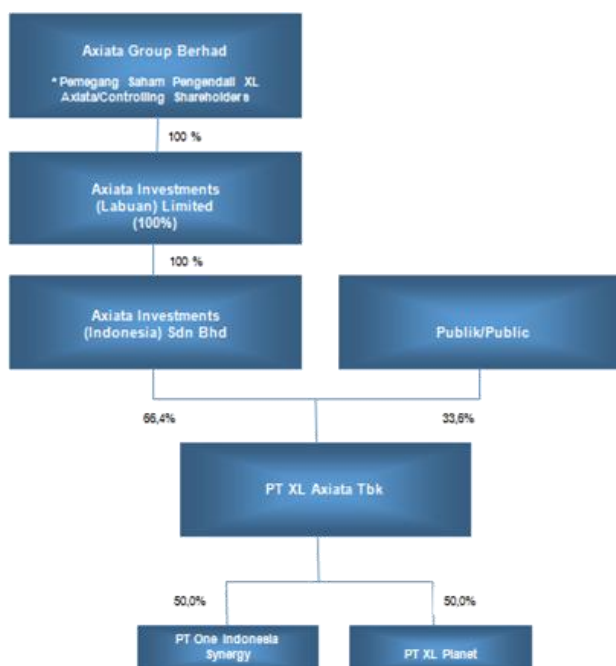 Axiata Group Berhad
* Pemegang Saham Pengendali XL
Axiata/Controlling Shareholders
100 %
Axiata Investments
(Labuan) Limited
(100%)
100 %
Axiata Investments
(Indonesia) Sdn Bhd
Publik/Public
66,4%
33,6%
PT XL Axiata Tbk
50,0%
50,0%
PT One Indonesia
Synergy
PT XL Planet